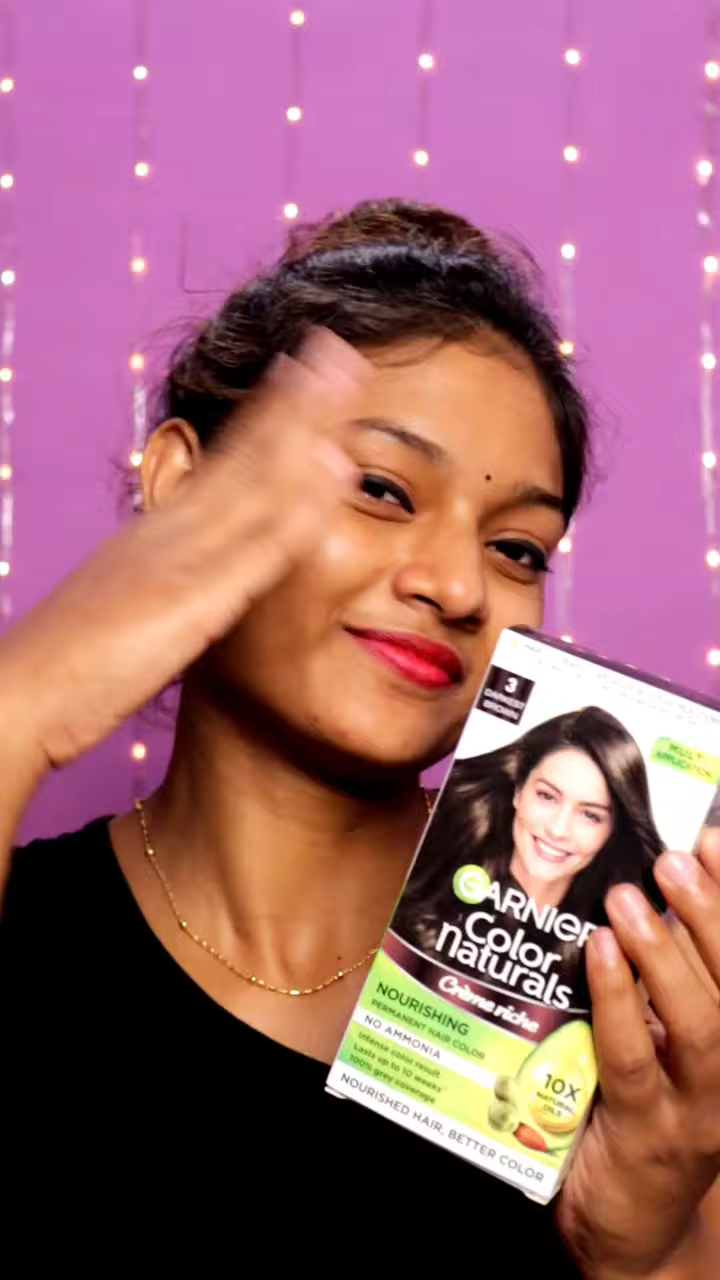 3
DARKEST
BROWN
MULTI
APPLICATION
GARNIER
Color
naturals
Crème riche
NOURISHING
PERMANENT HAIR COLOR
NO AMMONIA
Intense color result
Lasts up to 10 weeks
100% grey coverage
10X
NATURAL
OILS
NOURISHED HAIR, BETTER COLOR